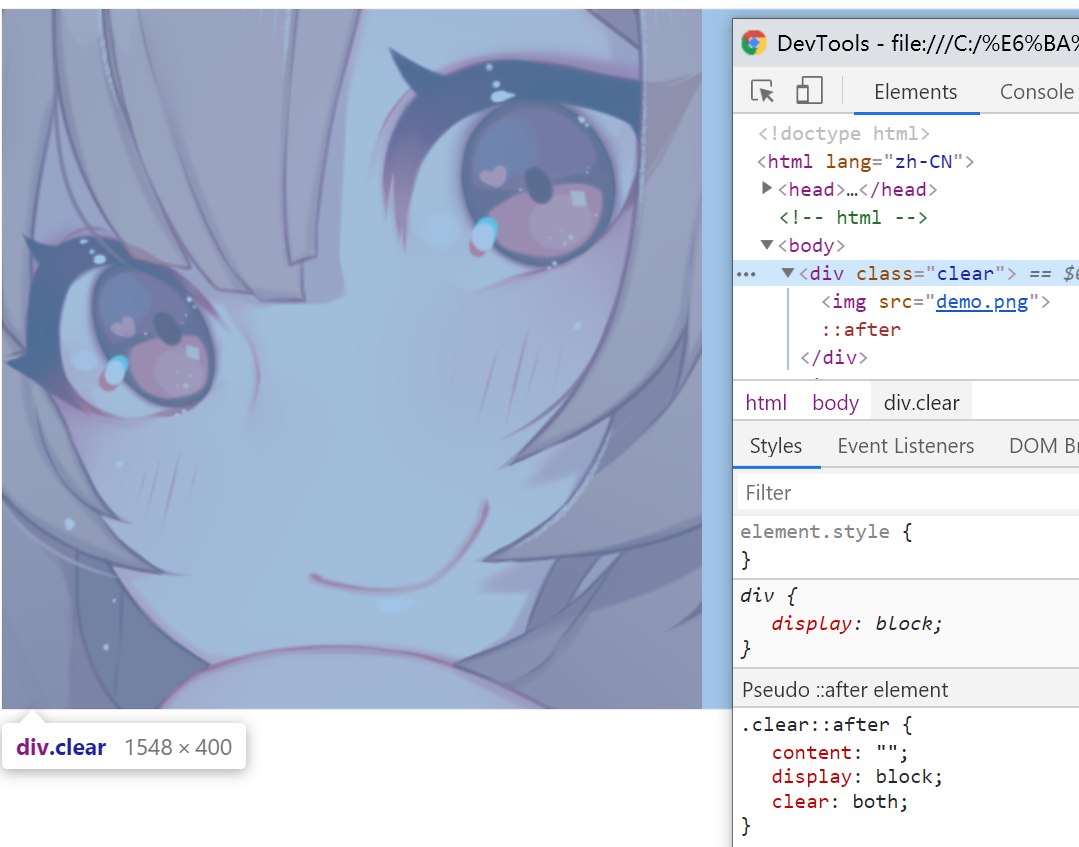 DevTools - file:///C:/%E6%BA%
Elements Console
<!doctype html>
<html lang="zh-CN">
<head>…</head>
<!-- html -->
<body>
<div class="clear"> == $
<img src="demo.png">
::after
</div>
html body div.clear
Styles Event Listeners DOM Br
Filter
element.style {
}
div {
display: block;
}
Pseudo ::after element
.clear::after {
content: "";
display: block;
clear: both;
}
div.clear 1548 × 400